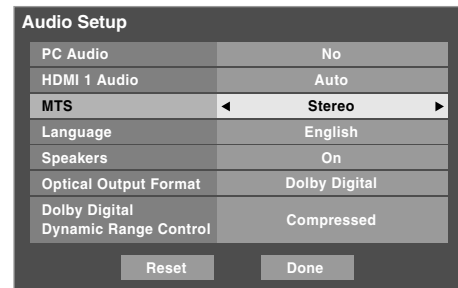 Audio Setup
PC Audio No
HDMI 1 Audio Auto
MTS Stereo
Language English
Speakers On
Optical Output Format Dolby Digital
Dolby Digital
Dynamic Range Control Compressed
Reset Done